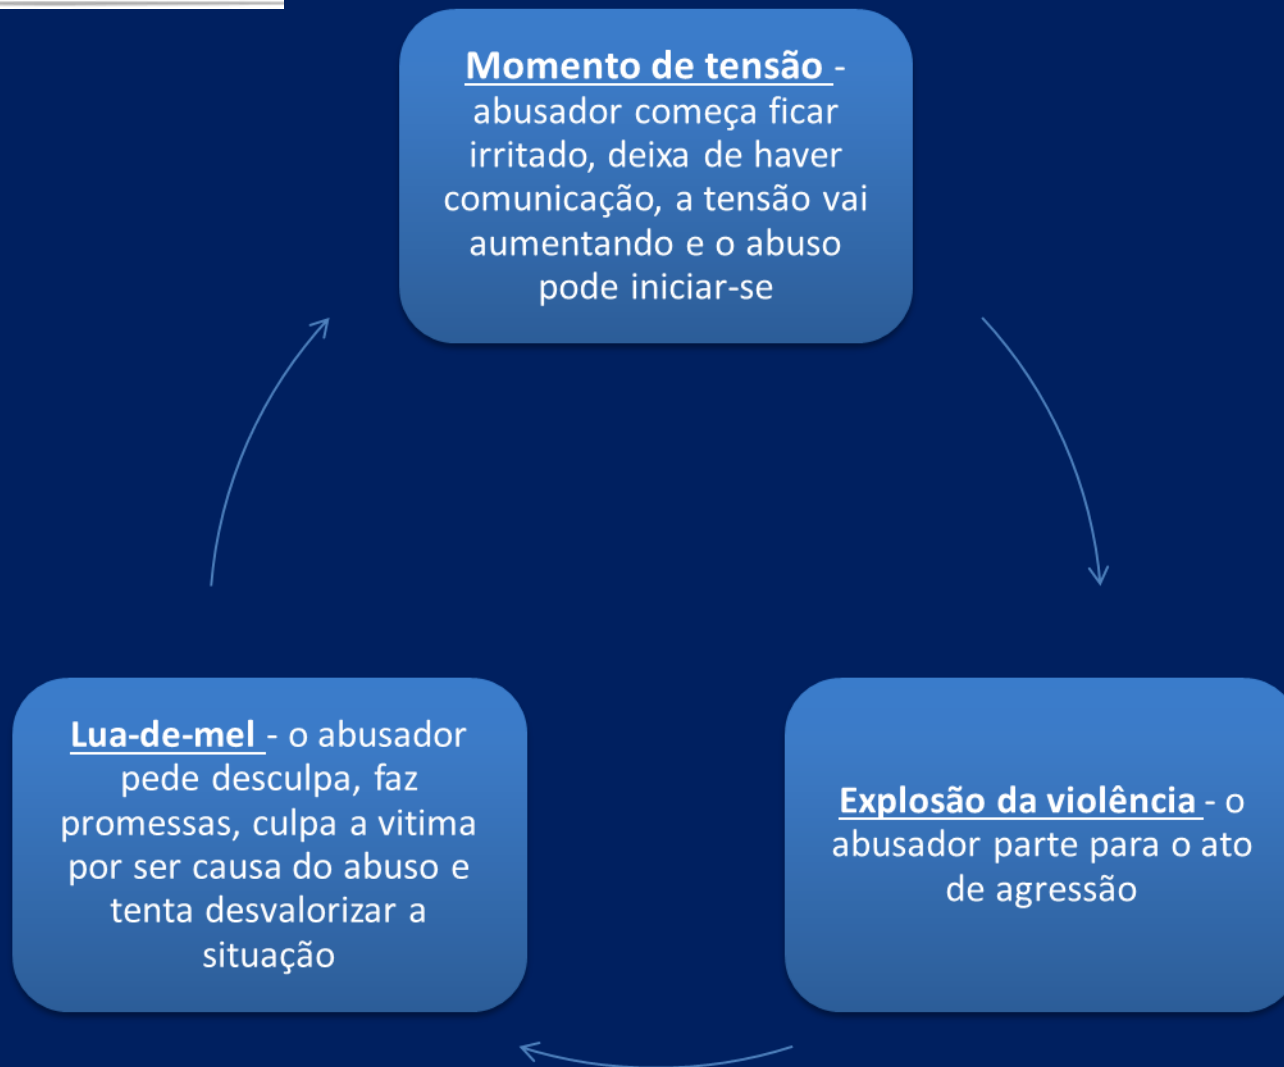 Momento de tensão -
abusador começa ficar
irritado, deixa de haver
comunicação, a tensão vai
aumentando e o abuso
pode iniciar-se
Lua-de-mel - o abusador
pede desculpa, faz
promessas, culpa a vitima
por ser causa do abuso e
tenta desvalorizar a
situação
Explosão da violência - o
abusador parte para o ato
de agressão